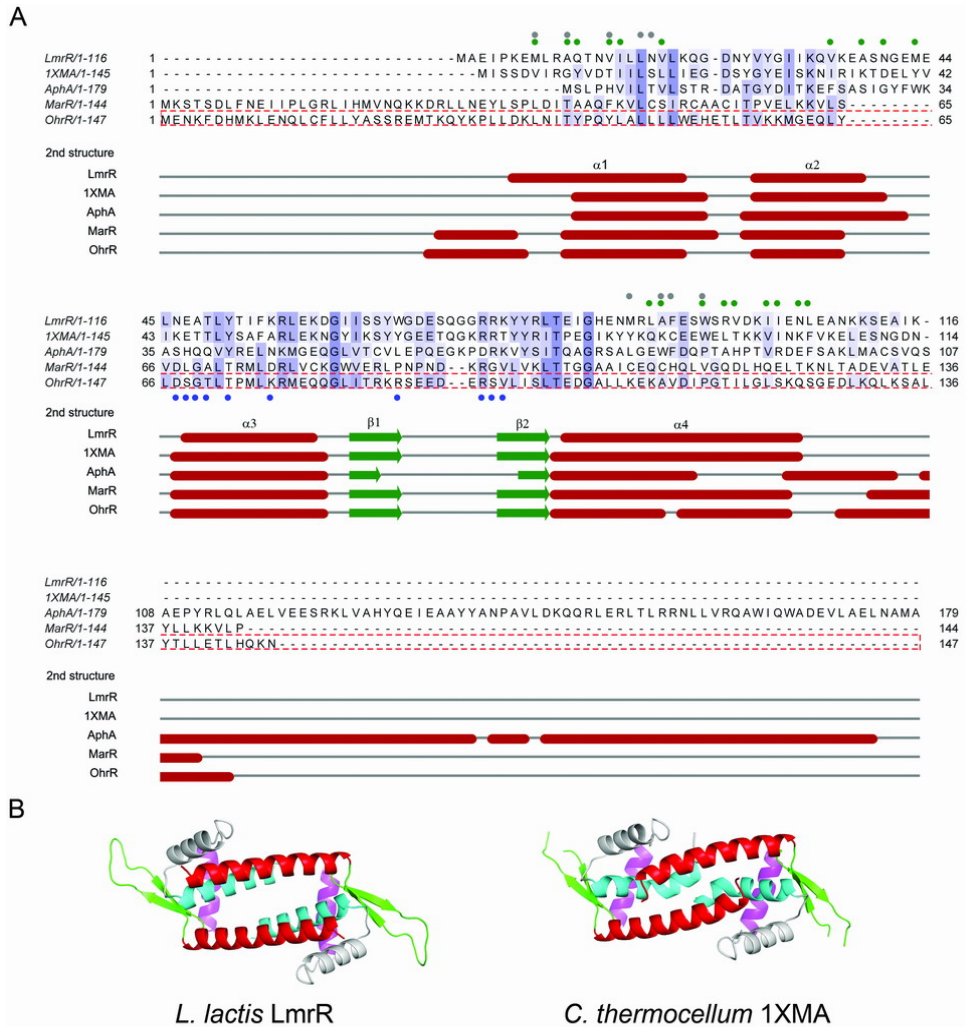 A
LmrR/1-116 1 - - - - - - - - - - - - - - - - - - - - - - - - - - - - MAEIPKEMLRAQTNVILLNVLKQG-DNYVYGIIKQVKEASNGEME 44
1XMA/1-145 1 - - - - - - - - - - - - - - - - - - - - - - - - - - - - - - MISSDVIRGYVDTIILSLLIEG-DSYGYEISKNIRIKTDELYV 42
AphA/1-179 1 - - - - - - - - - - - - - - - - - - - - - - - - - - - - - - - - - - - - - - MSLPHVILTVLSTR-DATGYDITKEFSASIGYFWK 34
MarR/1-144 1 MKSTSDLFNEIIPLGRLIHMVNQKKDRLLNEYLSPLDITAAQFKVLCSIRCAACITPVELKKVLS- - - - - - - - 65
OhrR/1-147 1 MENKFDHMKLENQLCFLLYASSREMTKQYKPLLDKLNITYPQYLALLLLWEHETLTVKKMGEQLY- - - - - - - - 65
2nd structure
α1 α2
LmrR
1XMA
AphA
MarR
OhrR
LmrR/1-116 45 LNEATLYTIFKRLEKDGIISSYWGDESQGGRRKYYRLTEIGHENMRLAFESWSRVDKIIENLEANKKSEAIK- 116
1XMA/1-145 43 IKETTLYSAFARLEKNGYIKSYYGEETQGKRRTYYRITPEGIKYYKQKCEEWELTKKVINKFVKELESGNDN 114
AphA/1-179 35 ASHQQVYRELNKMGEQGLVTCVLEPQEGKPDRKVYSITQAGRSALGEWFDQPTAHPTVRDEFSAKLMACSVQS 107
MarR/1-144 66 VDLGALTRMLDRLVCKGWVERLPNPND- -KRGVLVKLTTGGAAICEQCHQLVGQDLHQELTKNLTADEVATLE 136
OhrR/1-147 66 LDSGTLTPMLKRMEQQGLITRKRSEED- -ERSVLISLTEDGALLKEKAVDIPGTILGLSKQSGEDLKQLKSAL 136
2nd structure
α3 β1 β2 α4
LmrR
1XMA
AphA
MarR
OhrR
LmrR/1-116 - - - - - - - - - - - - - - - - - - - - - - - - - - - - - - - - - - - - - - - - - - - - - - - - - - - - - - - - - - - - - - - - - - - - - - - -
1XMA/1-145 - - - - - - - - - - - - - - - - - - - - - - - - - - - - - - - - - - - - - - - - - - - - - - - - - - - - - - - - - - - - - - - - - - - - - - - -
AphA/1-179 108 AEPYRLQLAELVEESRKLVAHYQEIEAAYYANPAVLDKQQRLERLTLRRNLLVRQAWIQWADEVLAELNAMA 179
MarR/1-144 137 YLLKKVLP- - - - - - - - - - - - - - - - - - - - - - - - - - - - - - - - - - - - - - - - - - - - - - - - - - - - - - - - - - - - - - - - 144
OhrR/1-147 137 YTLLETLHQKN- - - - - - - - - - - - - - - - - - - - - - - - - - - - - - - - - - - - - - - - - - - - - - - - - - - - - - - - - - - - - 147
2nd structure
LmrR
1XMA
AphA
MarR
OhrR
B
L. lactis LmrR
C. thermocellum 1XMA